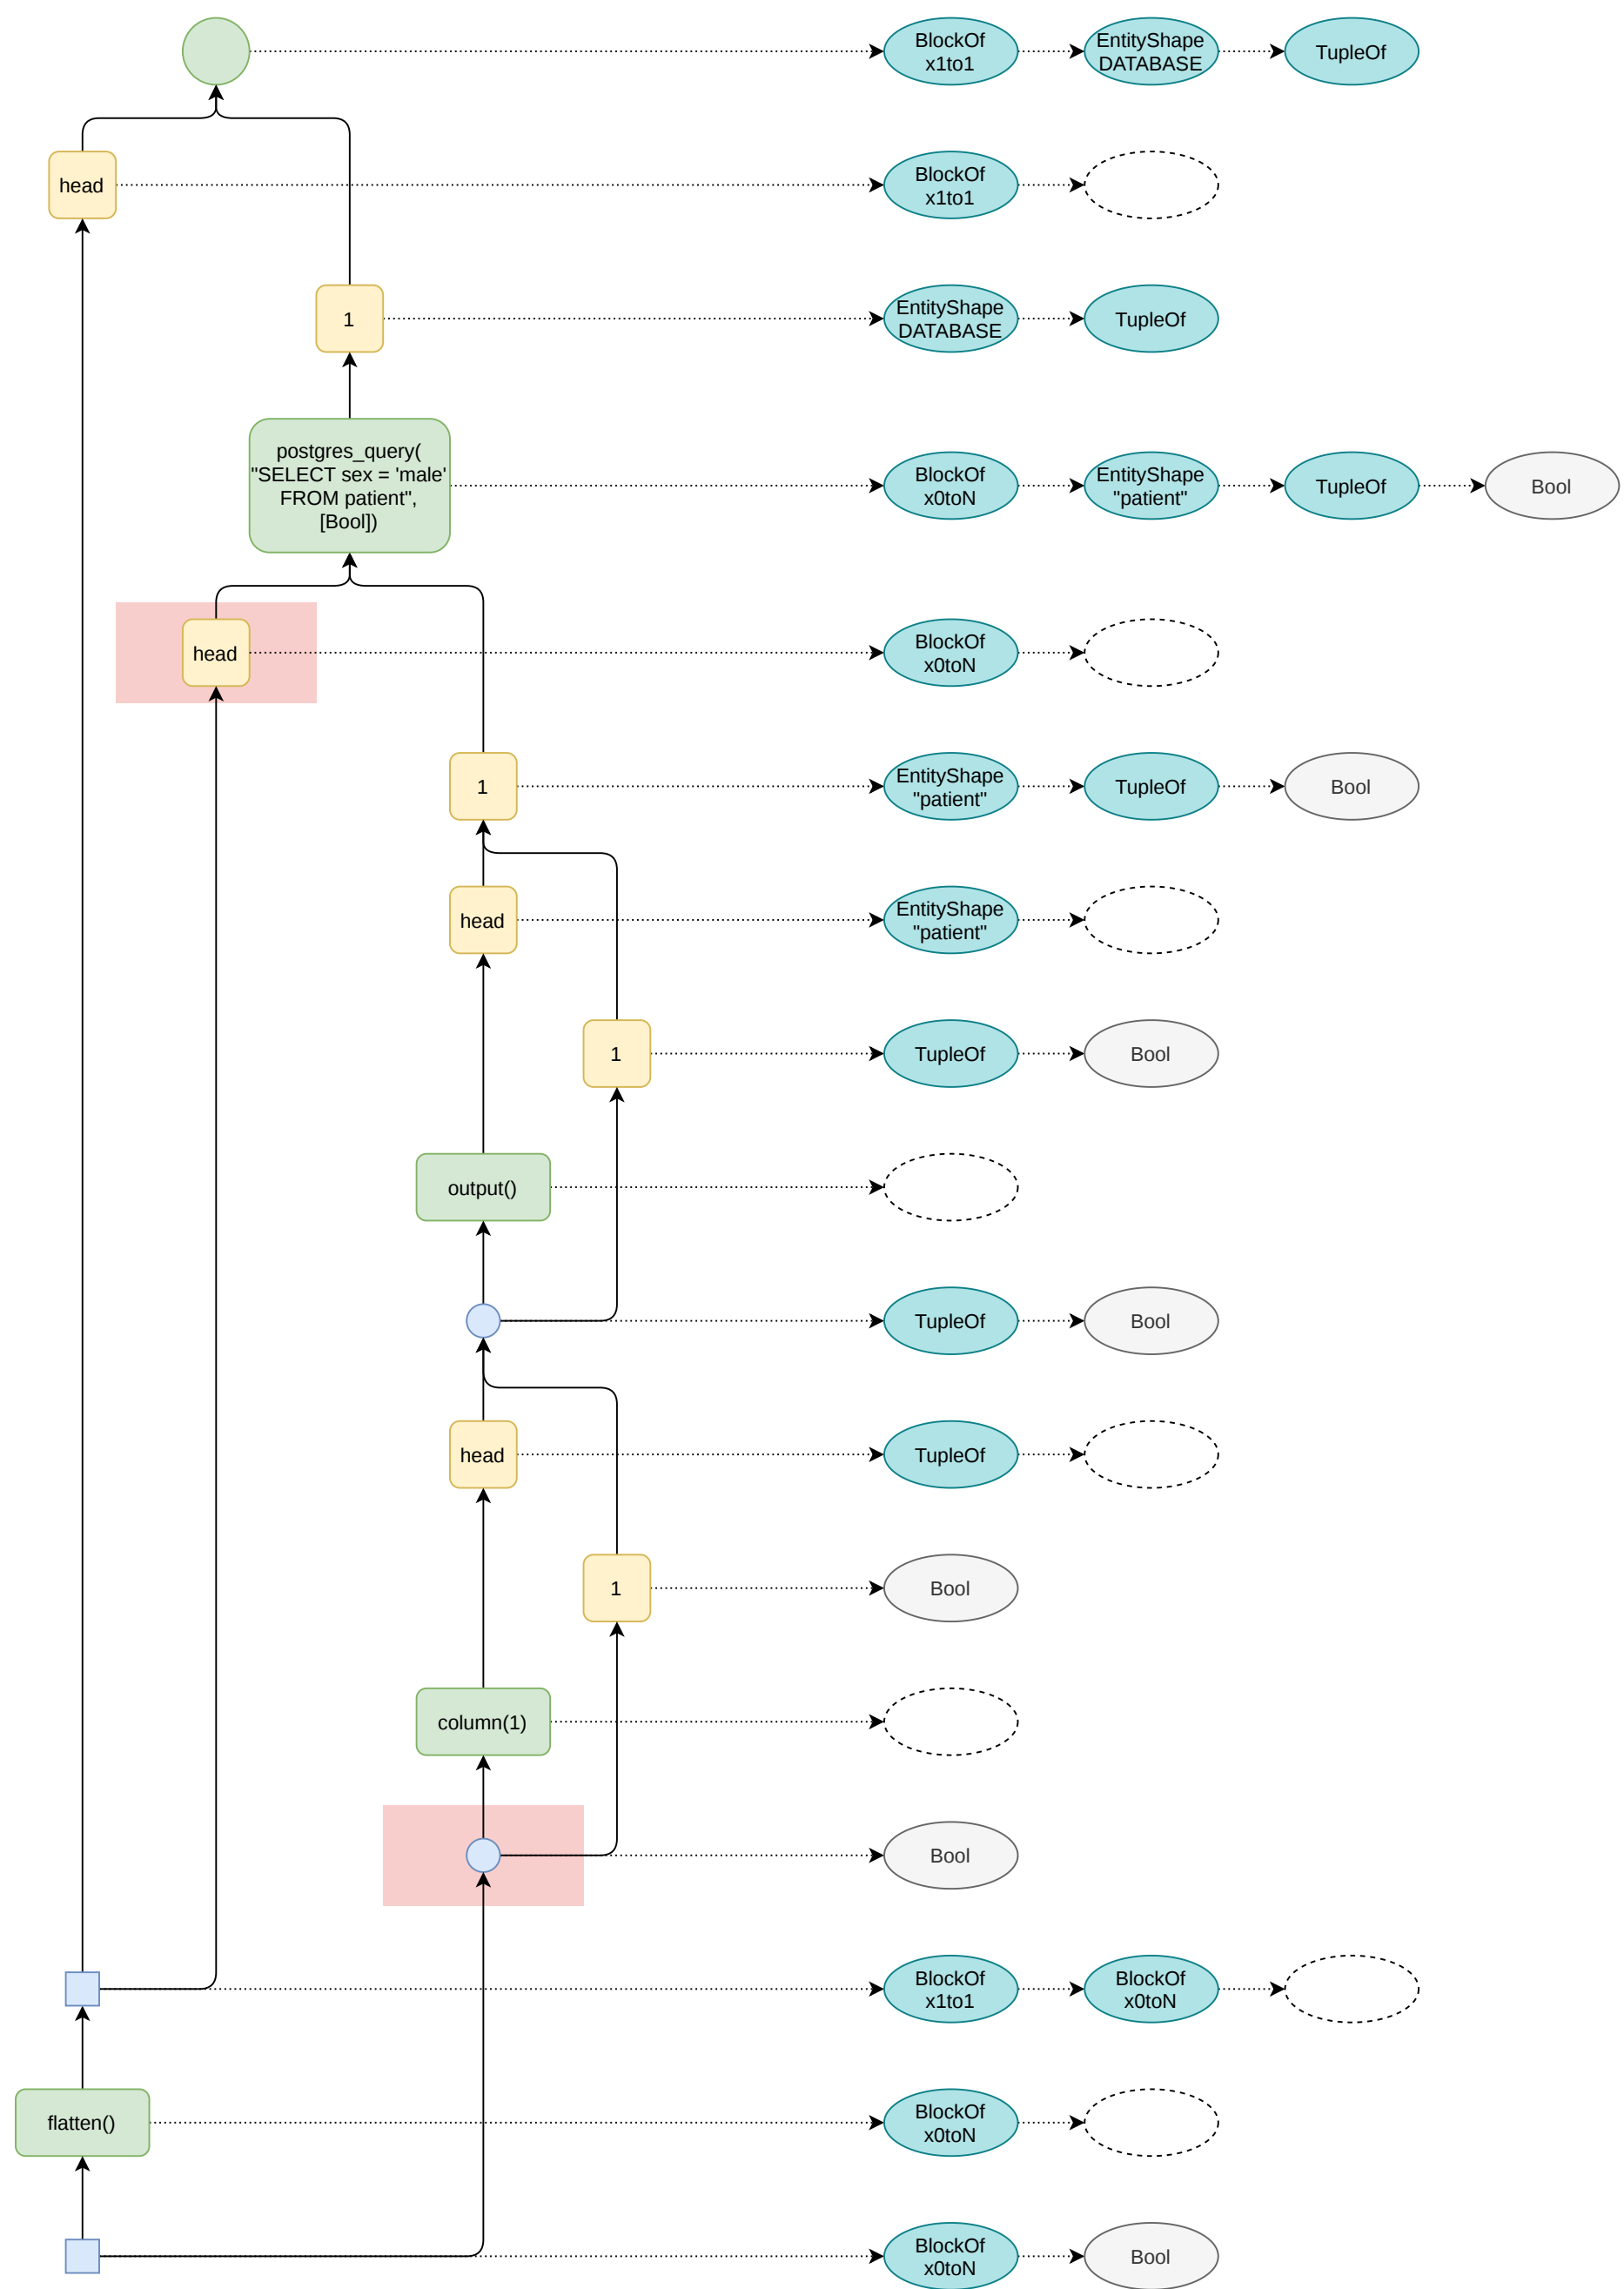 BlockOf
x1to1
EntityShape
DATABASE
TupleOf
head
BlockOf
x1to1
1
EntityShape
DATABASE
TupleOf
postgres_query(
"SELECT sex = 'male'
FROM patient",
[Bool])
BlockOf
x0toN
EntityShape
"patient"
TupleOf
Bool
head
BlockOf
x0toN
1
EntityShape
"patient"
TupleOf
Bool
head
EntityShape
"patient"
1
TupleOf
Bool
output()
TupleOf
Bool
head
TupleOf
1
Bool
column(1)
Bool
BlockOf
x1to1
BlockOf
x0toN
flatten()
BlockOf
x0toN
BlockOf
x0toN
Bool